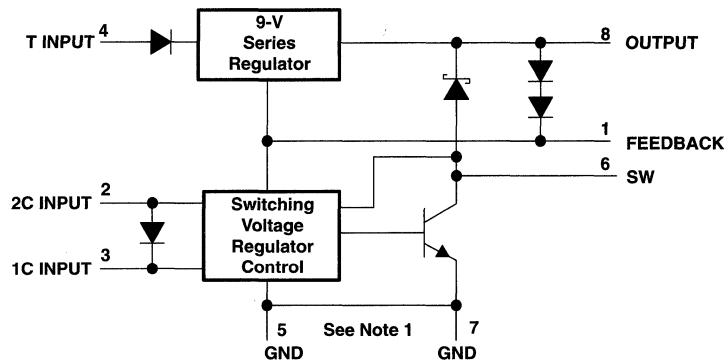 T INPUT 4
9-V
Series
Regulator
8 OUTPUT
1
FEEDBACK
6
SW
2C INPUT 2
1C INPUT 3
Switching
Voltage
Regulator
Control
5
GND
See Note 1
7
GND